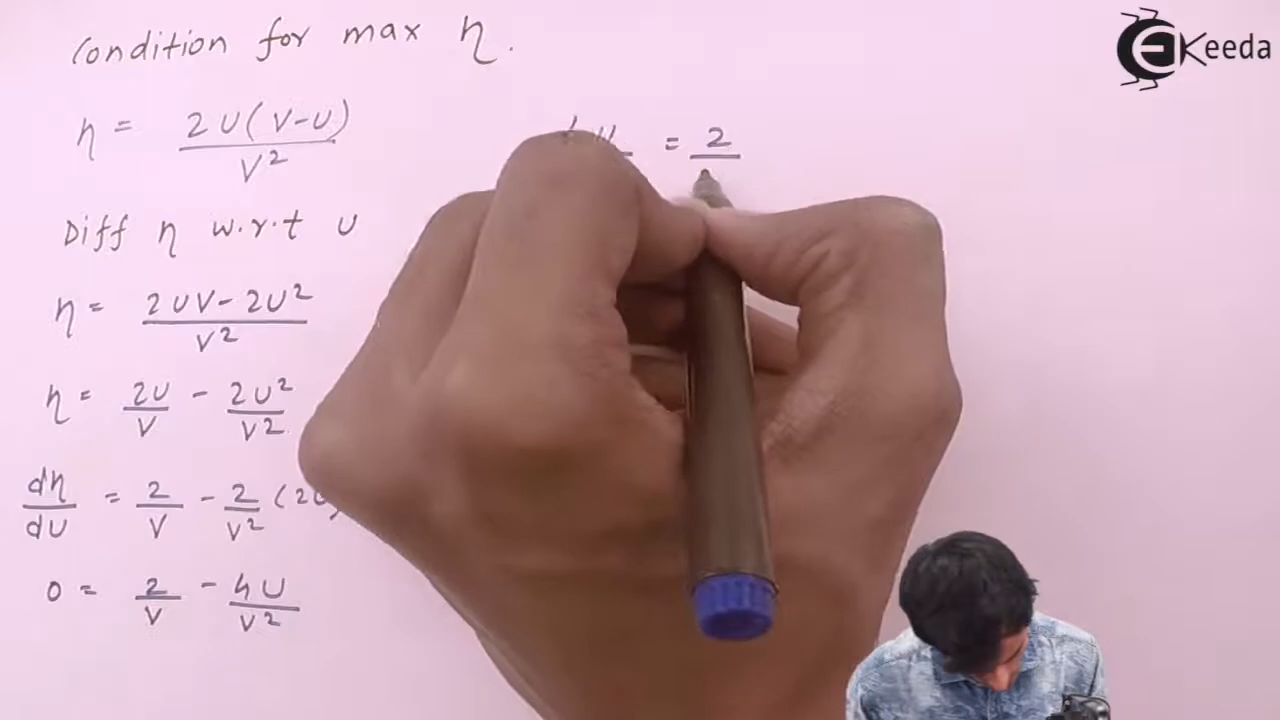 Condition for max η.
η = 2U(V-U) / V²
Diff η w.r.t U
η = 2UV - 2U² / V²
η = 2U / V - 2U² / V²
dη / dU = 2 / V - 2 / V² (2U)
0 = 2 / V - 4U / V²
= 2
EKeeda